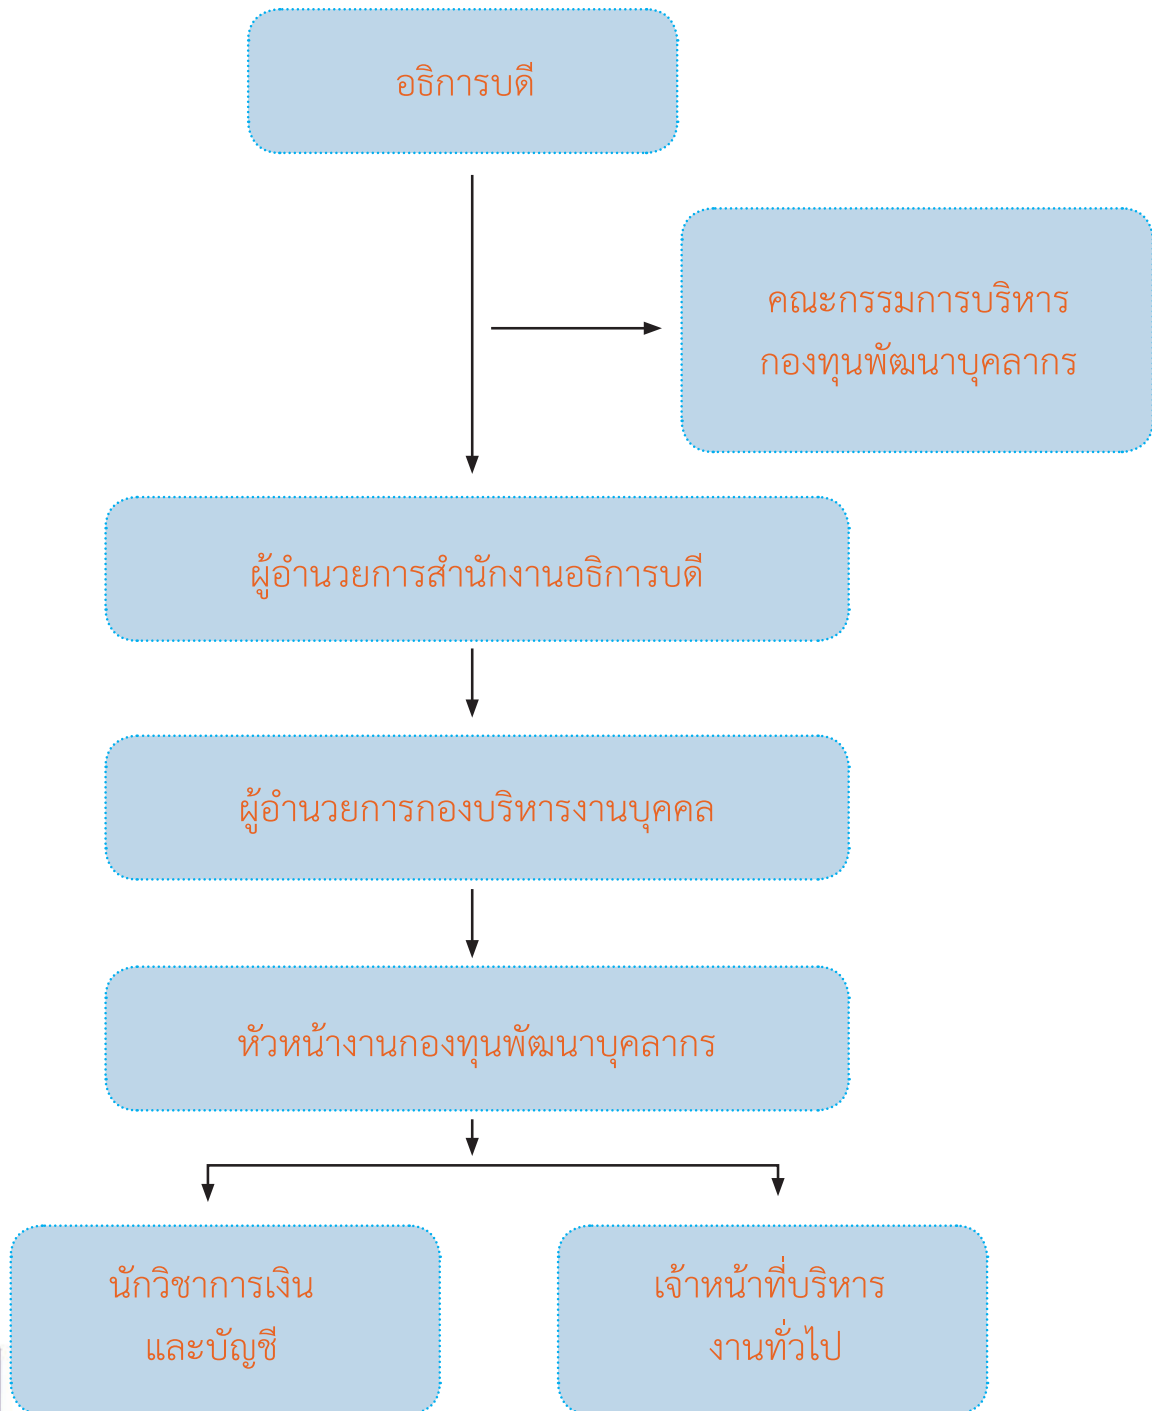 อธิการบดี
คณะกรรมการบริหาร
กองทุนพัฒนาบุคลากร
ผู้อำนวยการสำนักงานอธิการบดี
ผู้อำนวยการกองบริหารงานบุคคล
หัวหน้างานกองทุนพัฒนาบุคลากร
นักวิชาการเงิน
และบัญชี
เจ้าหน้าที่บริหาร
งานทั่วไป